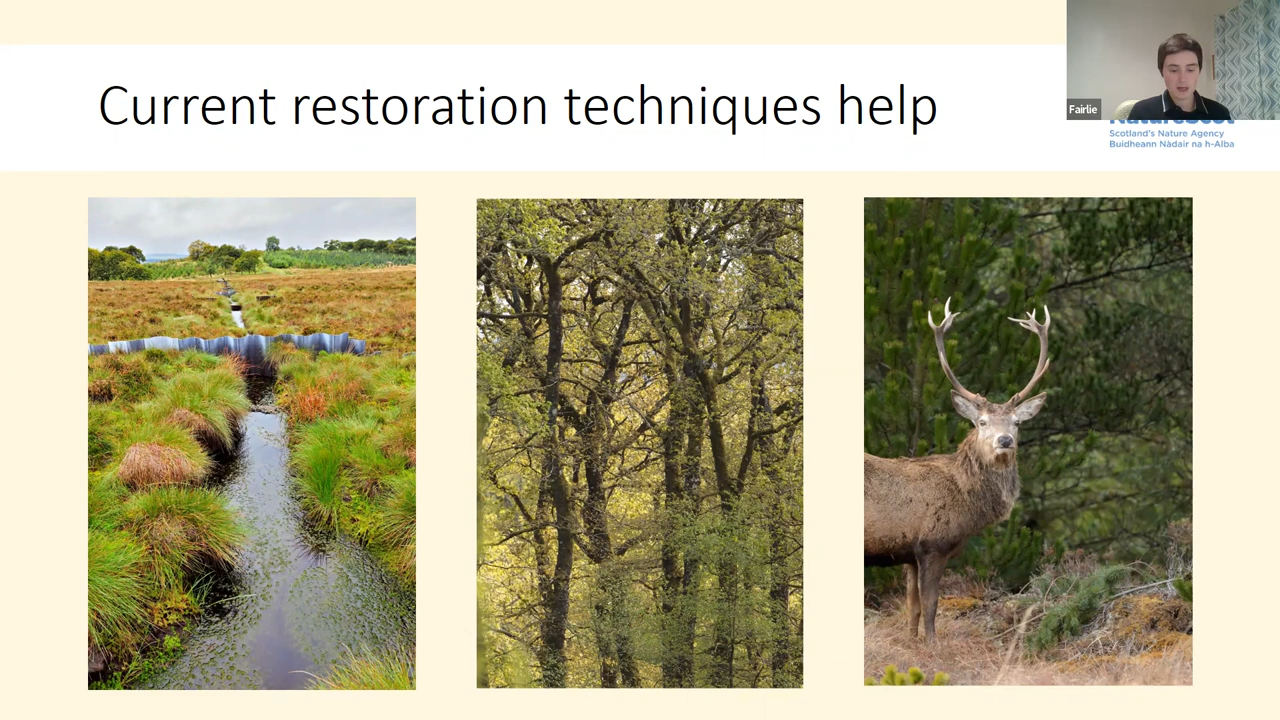 Current restoration techniques help
Fairlie
NatureScot
Scotland's Nature Agency
Buidheann Nàdair na h-Alba